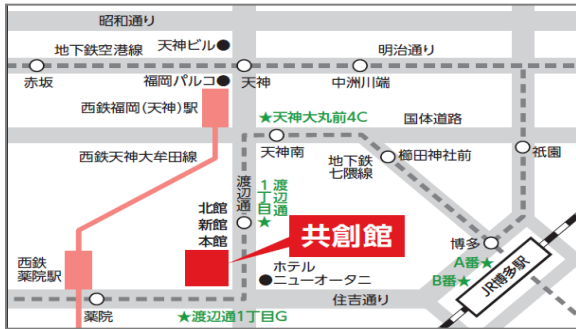 昭和通り
地下鉄空港線
天神ビル
明治通り
赤坂
福岡パルコ
天神
中洲川端
西鉄福岡(天神)駅
★天神大丸前4C
国体道路
西鉄天神大牟田線
天神南
地下鉄
七隈線
櫛田神社前
祇園
渡辺通
渡辺通
1丁目
★
北館
新館
本館
共創館
博多
A番★
B番★
JR博多駅
西鉄
薬院駅
ホテル
ニューオータニ
住吉通り
薬院
★渡辺通1丁目G